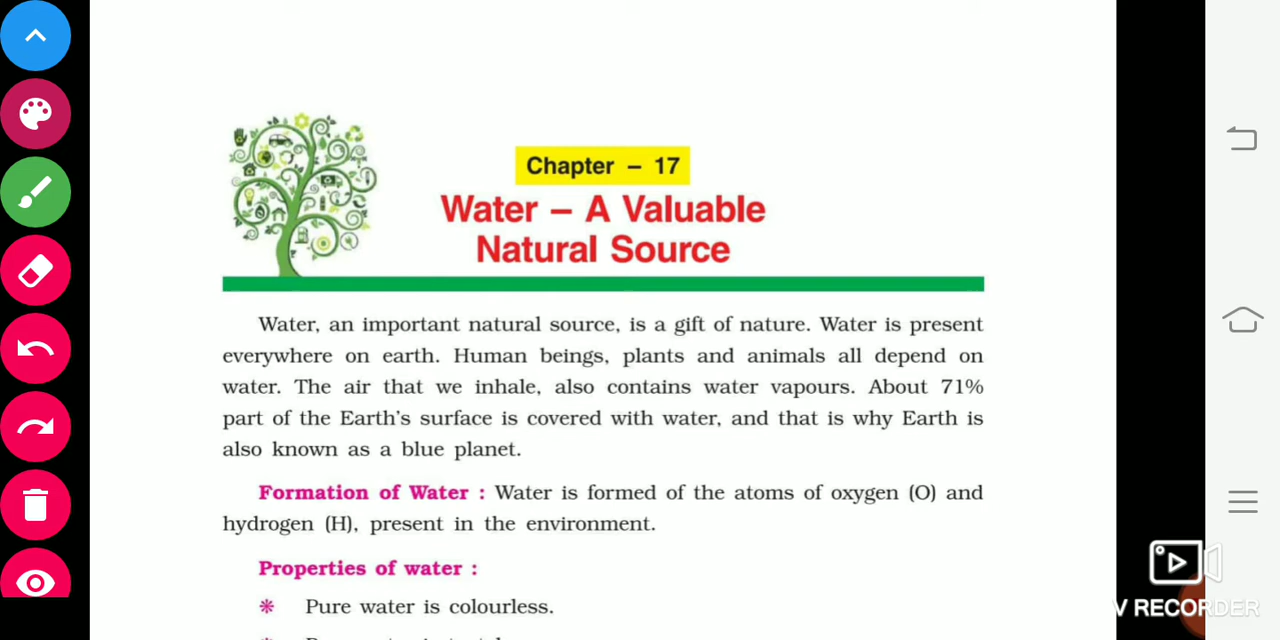 Chapter – 17
Water – A Valuable
Natural Source
Water, an important natural source, is a gift of nature. Water is present
everywhere on earth. Human beings, plants and animals all depend on
water. The air that we inhale, also contains water vapours. About 71%
part of the Earth's surface is covered with water, and that is why Earth is
also known as a blue planet.
Formation of Water : Water is formed of the atoms of oxygen (O) and
hydrogen (H), present in the environment.
Properties of water :
Pure water is colourless.
V RECORDER